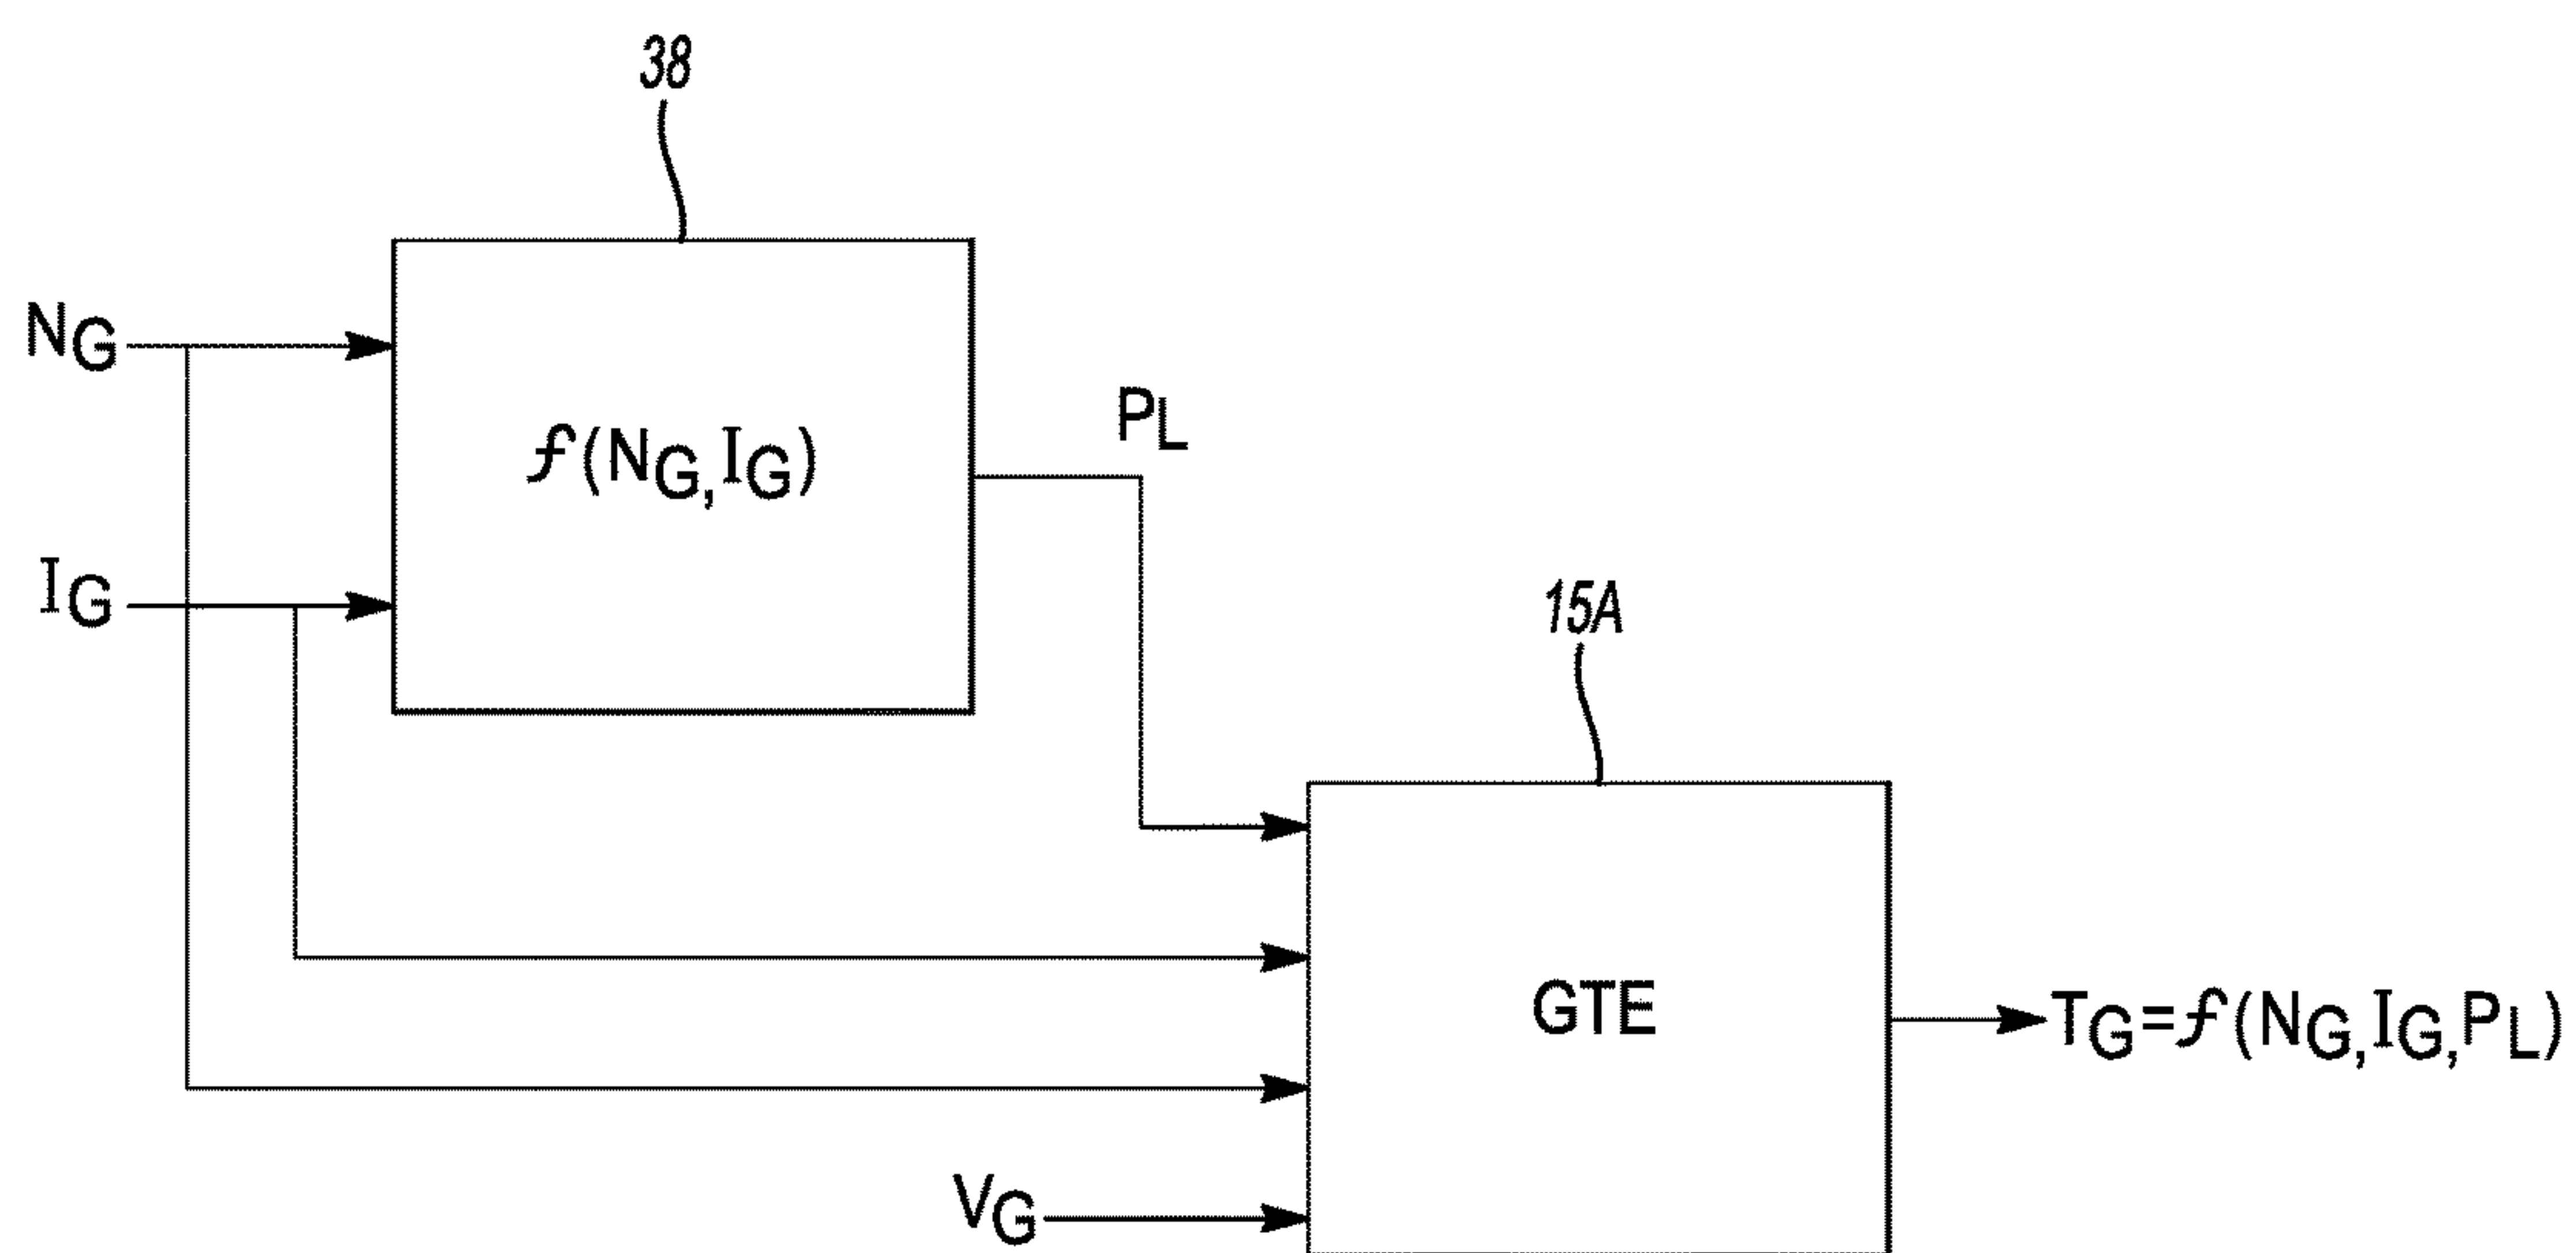 38
NG
f(NG,IG)
PL
IG
15A
GTE
TG=f(NG,IG,PL)
VG